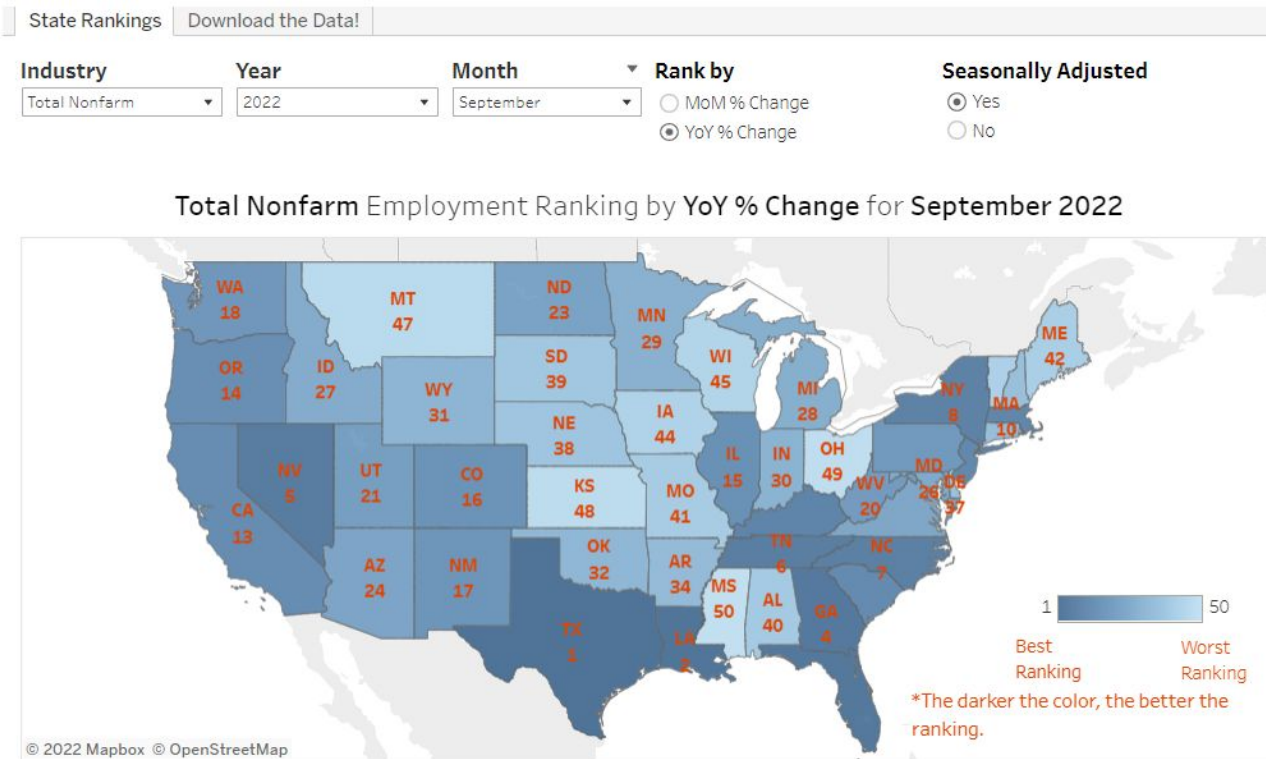 State Rankings Download the Data!
Industry Year Month Rank by Seasonally Adjusted
Total Nonfarm 2022 September MoM % Change Yes
YoY % Change No
Total Nonfarm Employment Ranking by YoY % Change for September 2022
WA
18
MT
47
ND
23
MN
29
OR
14
ID
27
WY
31
SD
39
WI
45
MI
28
NY
8
ME
42
MA
10
NV
5
UT
21
CO
16
NE
38
IA
44
IL
15
IN
30
OH
49
WV
20
MD
26
DE
37
CA
13
KS
48
MO
41
AZ
24
NM
17
OK
32
AR
34
TN
6
NC
7
TX
1
LA
2
MS
50
AL
40
GA
4
1 50
Best
Ranking
Worst
Ranking
*The darker the color, the better the
ranking.
© 2022 Mapbox © OpenStreetMap